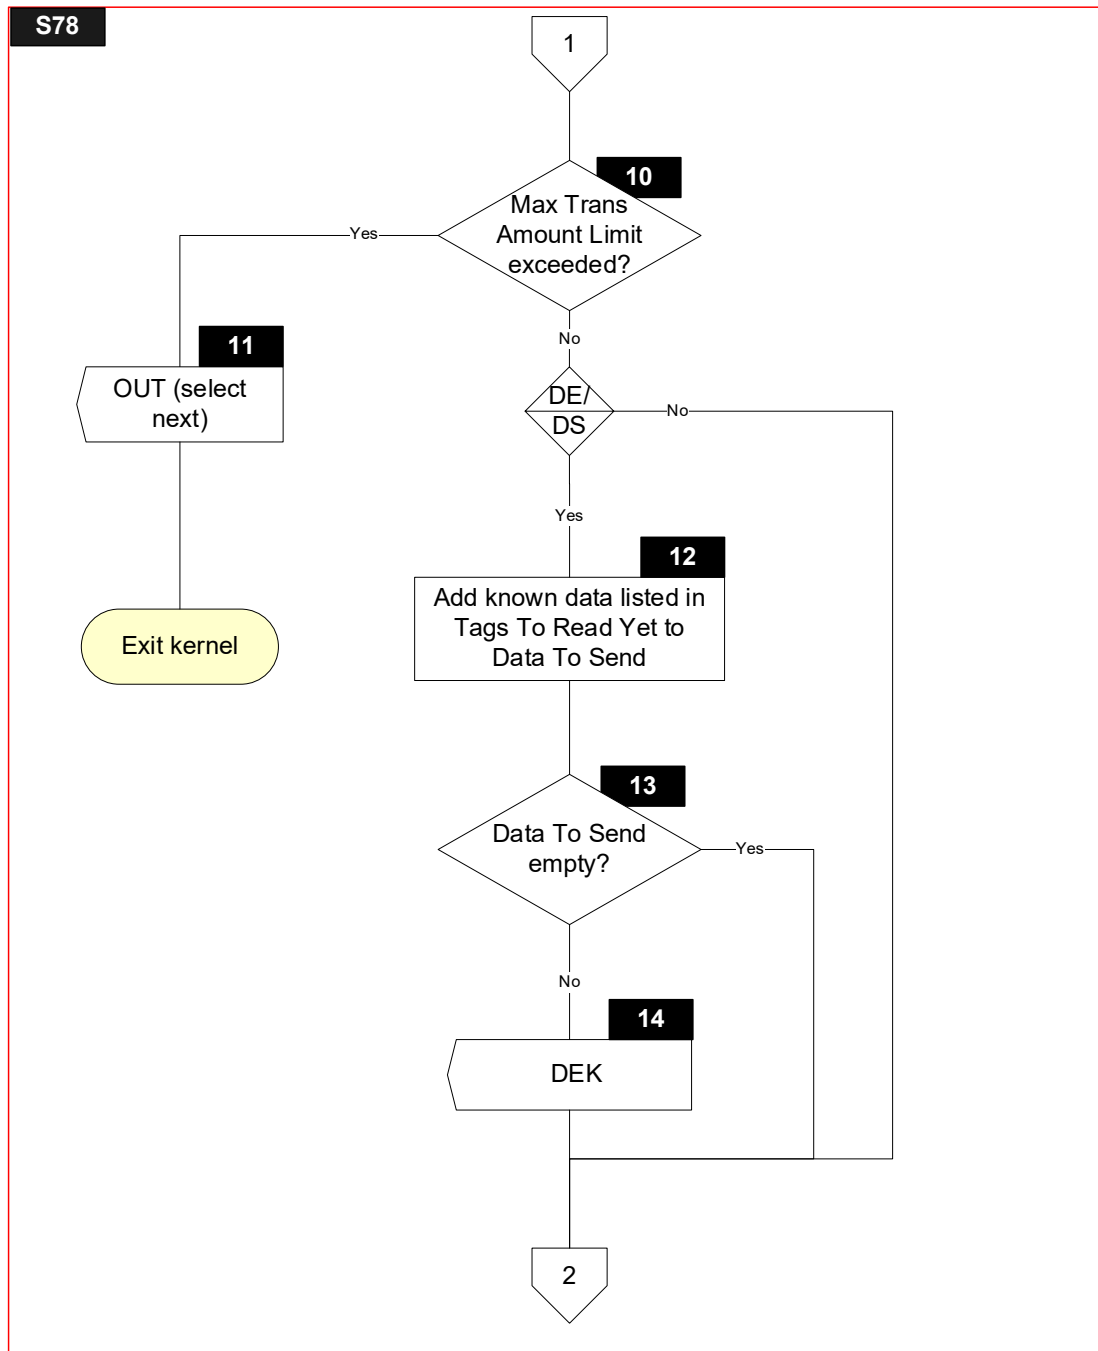 S78
1
10
Max Trans
Amount Limit
exceeded?
Yes
No
11
OUT (select
next)
DE/
DS
No
Yes
12
Add known data listed in
Tags To Read Yet to
Data To Send
Exit kernel
13
Data To Send
empty?
Yes
No
14
DEK
2